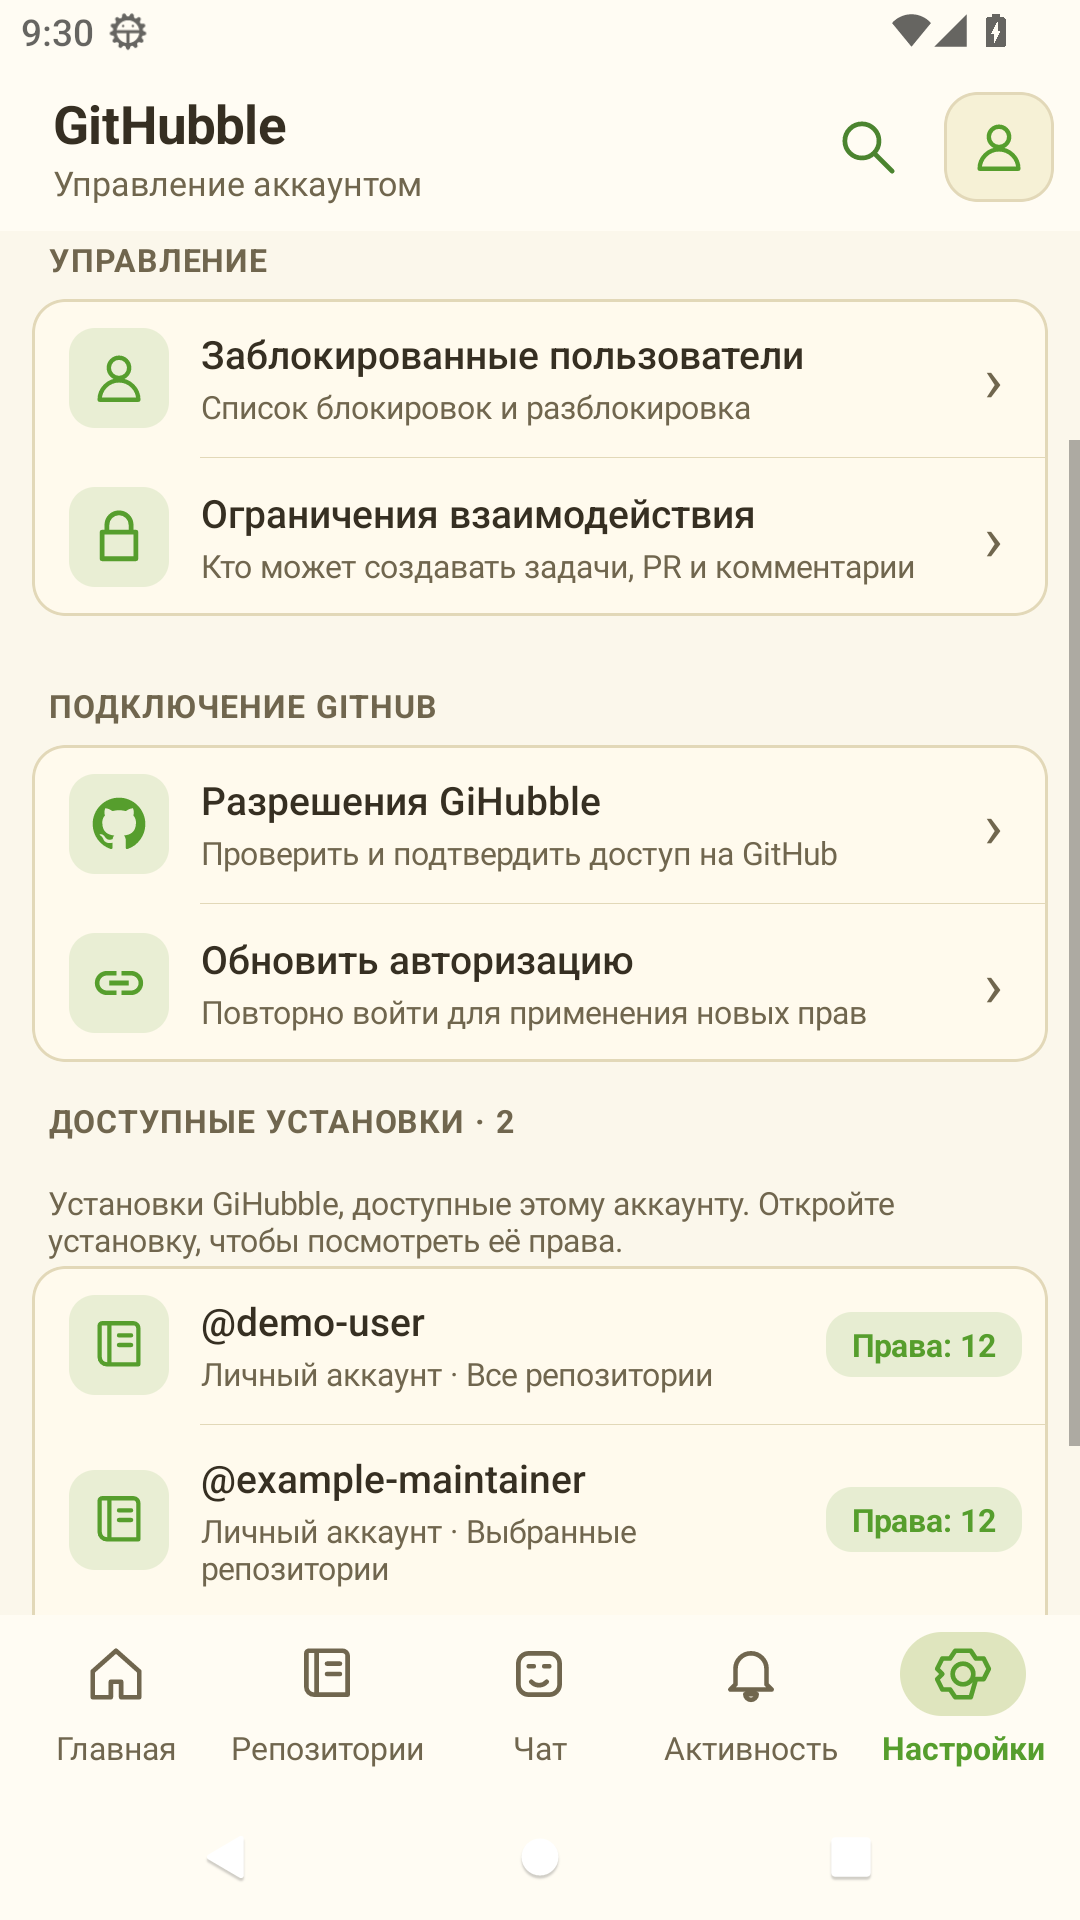 9:30
GitHubble
Управление аккаунтом
УПРАВЛЕНИЕ
Заблокированные пользователи
Список блокировок и разблокировка
Ограничения взаимодействия
Кто может создавать задачи, PR и комментарии
ПОДКЛЮЧЕНИЕ GITHUB
Разрешения GiHubble
Проверить и подтвердить доступ на GitHub
Обновить авторизацию
Повторно войти для применения новых прав
ДОСТУПНЫЕ УСТАНОВКИ · 2
Установки GiHubble, доступные этому аккаунту. Откройте
установку, чтобы посмотреть её права.
@demo-user
Личный аккаунт · Все репозитории
Права: 12
@example-maintainer
Личный аккаунт · Выбранные
репозитории
Права: 12
Главная
Репозитории
Чат
Активность
Настройки